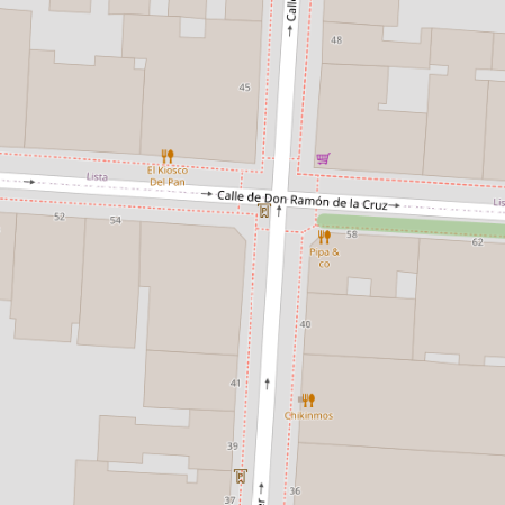 Calle
48
45
El Kiosco
Del Pan
Lista
Calle de Don Ramón de la Cruz
52
54
58
62
Pipa &
co
40
41
Chikinmos
39
36
37